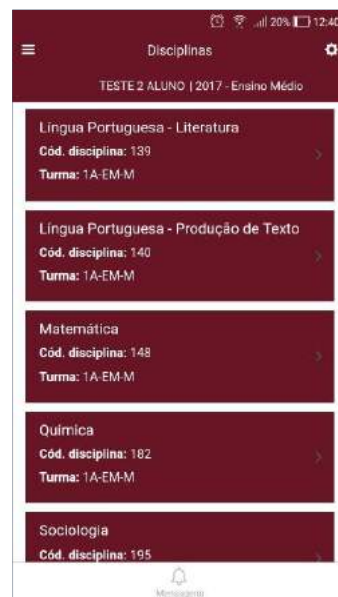 20% 12:40
Disciplinas
TESTE 2 ALUNO | 2017 - Ensino Médio
Língua Portuguesa - Literatura
Cód. disciplina: 139
Turma: 1A-EM-M
Língua Portuguesa - Produção de Texto
Cód. disciplina: 140
Turma: 1A-EM-M
Matemática
Cód. disciplina: 148
Turma: 1A-EM-M
Química
Cód. disciplina: 182
Turma: 1A-EM-M
Sociologia
Cód. disciplina: 195